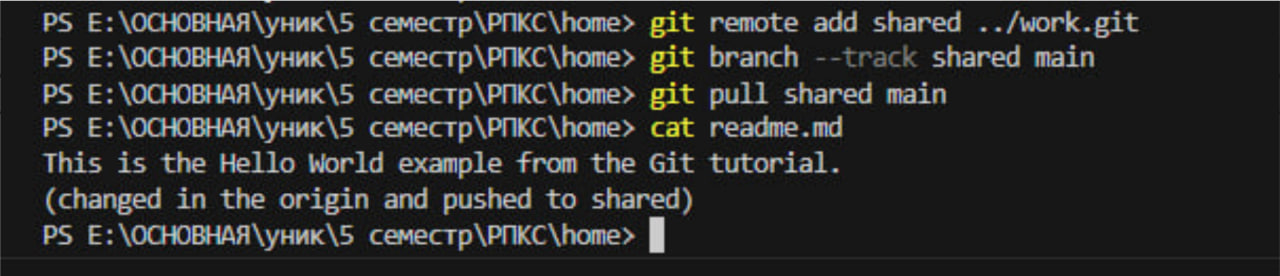 PS E:\ОСНОВНАЯ\уник\5 семестр\РПКС\home> git remote add shared ../work.git
PS E:\ОСНОВНАЯ\уник\5 семестр\РПКС\home> git branch --track shared main
PS E:\ОСНОВНАЯ\уник\5 семестр\РПКС\home> git pull shared main
PS E:\ОСНОВНАЯ\уник\5 семестр\РПКС\home> cat readme.md
This is the Hello World example from the Git tutorial.
(changed in the origin and pushed to shared)
PS E:\ОСНОВНАЯ\уник\5 семестр\РПКС\home>